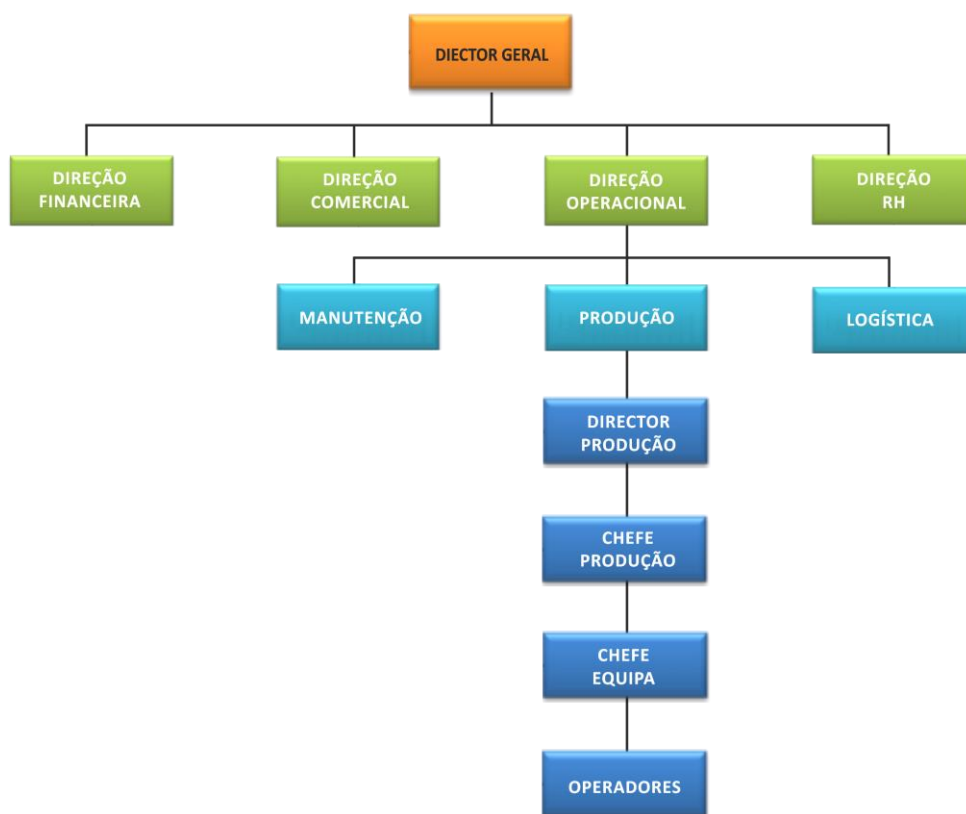 DIECTOR GERAL
DIREÇÃO
FINANCEIRA
DIREÇÃO
COMERCIAL
DIREÇÃO
OPERACIONAL
DIREÇÃO
RH
MANUTENÇÃO
PRODUÇÃO
LOGÍSTICA
DIRECTOR
PRODUÇÃO
CHEFE
PRODUÇÃO
CHEFE
EQUIPA
OPERADORES